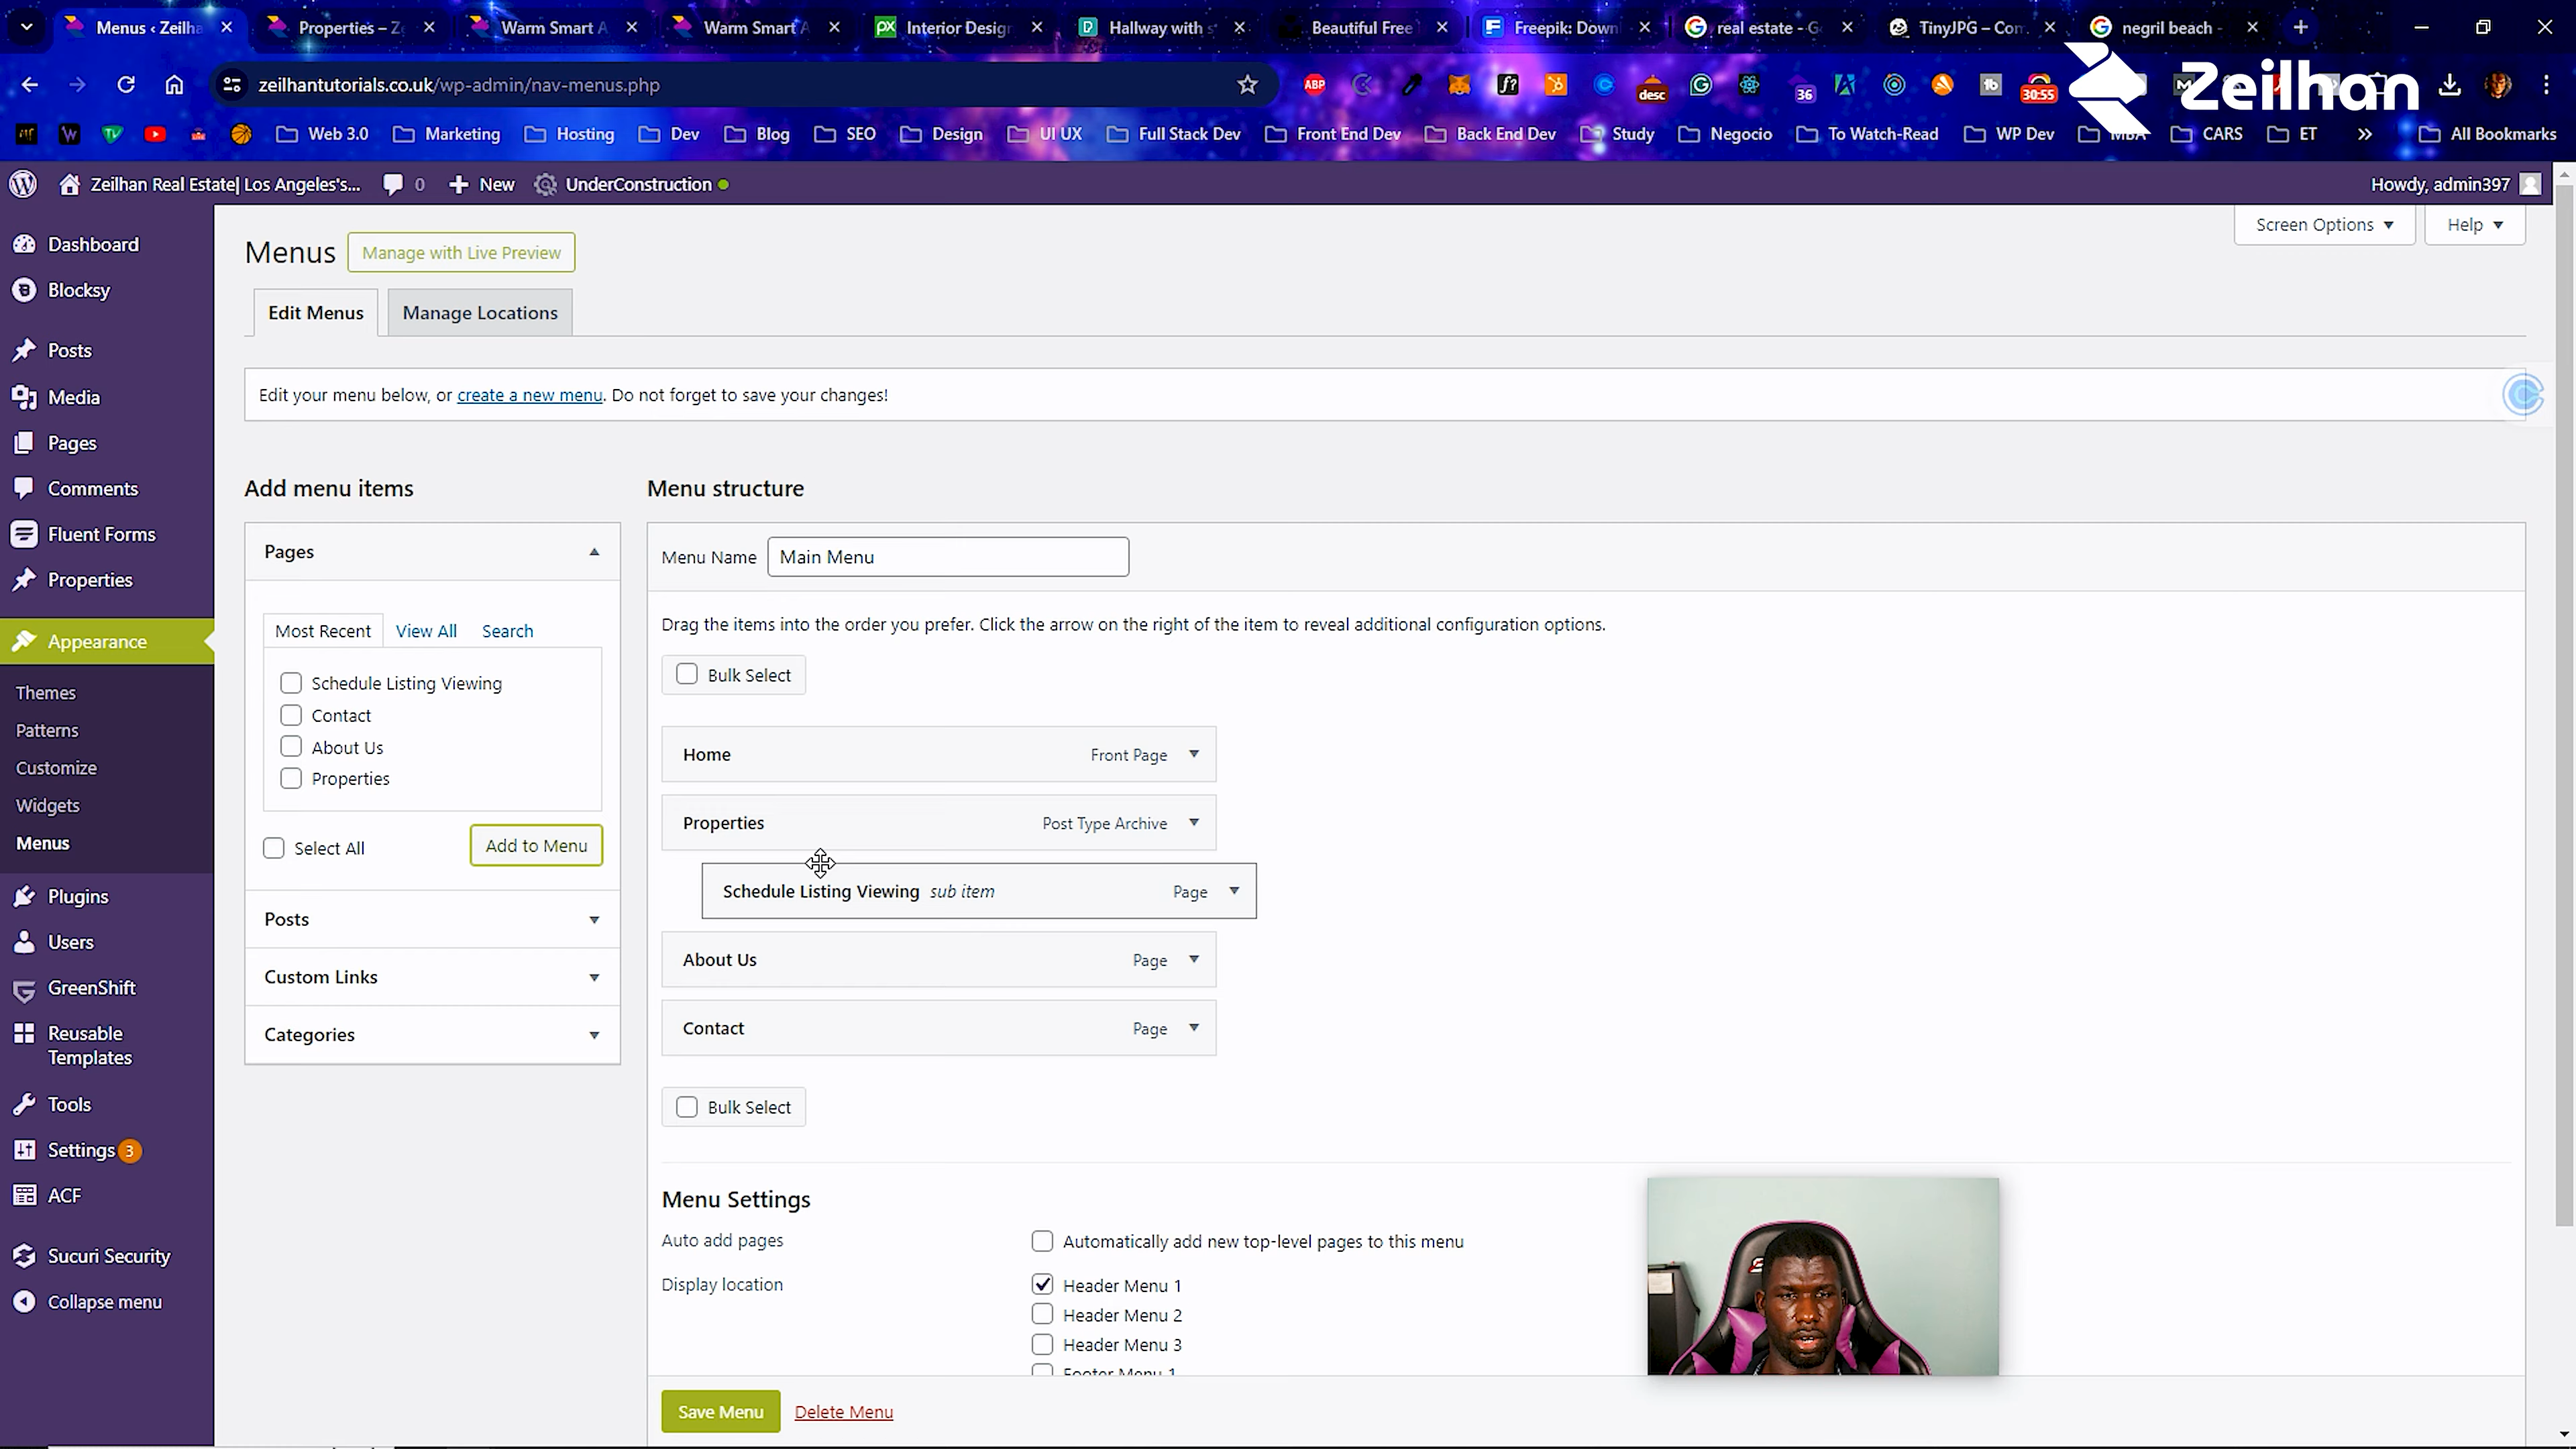 Menus ‹ Zeilha
Properties – Ze
Warm Smart A
Warm Smart A
Interior Desig
Hallway with s
Beautiful Free
Freepik: Down
real estate - G
TinyJPG – Com
negril beach -
zeilhantutorials.co.uk/wp-admin/nav-menus.php
ABP
f?
desc
36
30:55
Zeilhan
Web 3.0
Marketing
Hosting
Dev
Blog
SEO
Design
UI UX
Full Stack Dev
Front End Dev
Back End Dev
Study
Negocio
To Watch-Read
WP Dev
MBA
CARS
ET
All Bookmarks
Zeilhan Real Estate| Los Angeles's...
0
New
UnderConstruction
Howdy, admin397
Screen Options
Help
Dashboard
Blocksy
Posts
Media
Pages
Comments
Fluent Forms
Properties
Appearance
Themes
Patterns
Customize
Widgets
Menus
Plugins
Users
GreenShift
Reusable
Templates
Tools
Settings 3
ACF
Sucuri Security
Collapse menu
Menus
Manage with Live Preview
Edit Menus
Manage Locations
Edit your menu below, or create a new menu. Do not forget to save your changes!
Add menu items
Pages
Most Recent
View All
Search
Schedule Listing Viewing
Contact
About Us
Properties
Select All
Add to Menu
Posts
Custom Links
Categories
Menu structure
Menu Name
Main Menu
Drag the items into the order you prefer. Click the arrow on the right of the item to reveal additional configuration options.
Bulk Select
Home Front Page
Properties Post Type Archive
Schedule Listing Viewing sub item Page
About Us Page
Contact Page
Bulk Select
Menu Settings
Auto add pages
Automatically add new top-level pages to this menu
Display location
Header Menu 1
Header Menu 2
Header Menu 3
Footer Menu 1
Save Menu
Delete Menu